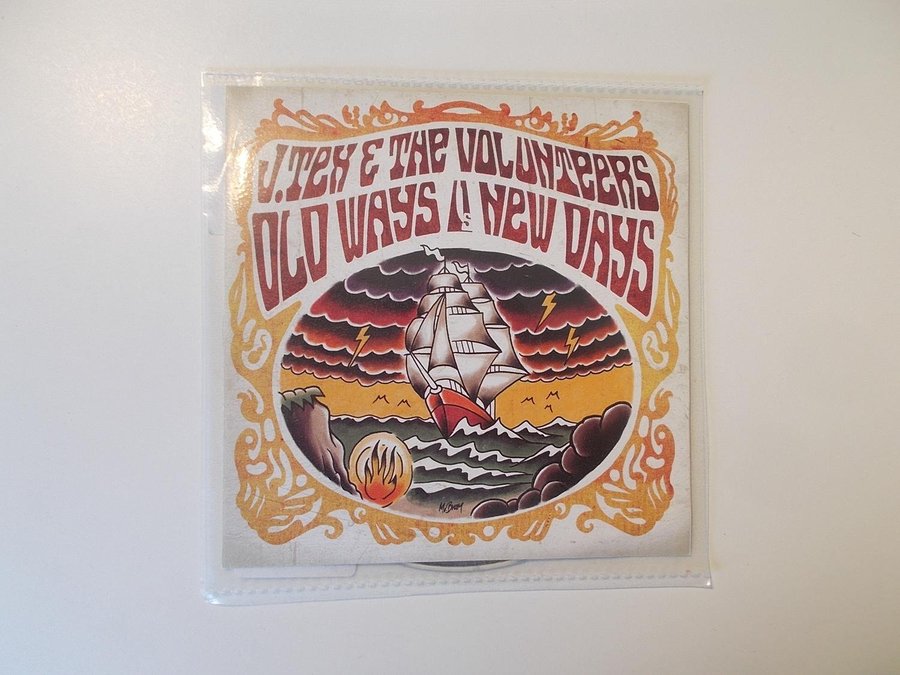 J.Tex & The Volunteers
Old Ways Vs New Days